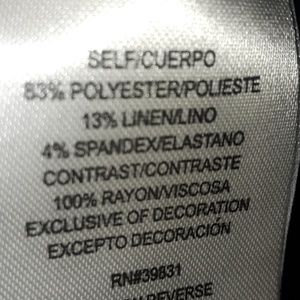 SELF/CUERPO
83% POLYESTER/POLIESTE
13% LINEN/LINO
4% SPANDEX/ELASTANO
CONTRAST/CONTRASTE
100% RAYON/VISCOSA
EXCLUSIVE OF DECORATION
EXCEPTO DECORACIÓN
RN#39831
REVERSE